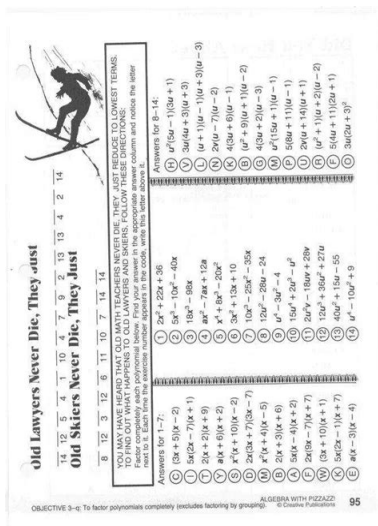 Old Lawyers Never Die, They Just
14 12 5 4 1 10 4 7 9 2 13 13 4 2 14
Old Skiers Never Die, They Just
8 12 3 12 6 11 10 7 14 14
YOU MAY HAVE HEARD THAT OLD MATH TEACHERS NEVER DIE, THEY JUST REDUCE TO LOWEST TERMS.
TO FIND OUT WHAT HAPPENS TO OLD LAWYERS AND SKIERS, FOLLOW THESE DIRECTIONS:
Factor completely each polynomial below. Find your answer in the appropriate answer column and notice the letter
next to it. Each time the exercise number appears in the code, write this letter above it.
Answers for 1–7:
C (3x + 5)(x − 2)
I 5x(2x − 7)(x + 1)
T 2(x + 2)(x + 9)
Y a(x + 6)(x + 2)
S x²(x + 10)(x − 2)
D 2x(3x + 7)(3x − 7)
M x²(x + 4)(x − 5)
B 2(x + 3)(x + 6)
A 5x(x − 4)(x + 2)
F 2x(9x − 7)(x + 7)
W (3x + 10)(x + 1)
K 5x(2x − 1)(x + 7)
E a(x − 3)(x − 4)
1 2x² + 22x + 36
2 5x³ − 10x² − 40x
3 18x³ − 98x
4 ax² − 7ax + 12a
5 x⁴ + 8x³ − 20x²
6 3x² + 13x + 10
7 10x³ − 25x² − 35x
8 12u² − 28u − 24
9 u⁴ − 3u² − 4
10 15u⁴ + 2u³ − u²
11 2u²v − 18uv + 28v
12 12u³ + 36u² + 27u
13 40u² + 15u − 55
14 u⁴ − 10u² + 9
Answers for 8–14:
H u²(5u − 1)(3u + 1)
V 3u(4u + 3)(u + 3)
L (u + 1)(u − 1)(u + 3)(u − 3)
N 2v(u − 7)(u − 2)
K 4(3u + 6)(u − 1)
B (u² + 9)(u + 1)(u − 2)
G 4(3u + 2)(u − 3)
M u²(15u + 1)(u − 1)
P 5(8u + 11)(u − 1)
U 2v(u + 14)(u + 1)
R (u² + 1)(u + 2)(u − 2)
F 5(4u + 11)(2u + 1)
O 3u(2u + 3)²
OBJECTIVE 3–q: To factor polynomials completely (excludes factoring by grouping).
ALGEBRA WITH PIZZAZZ!
© Creative Publications
95